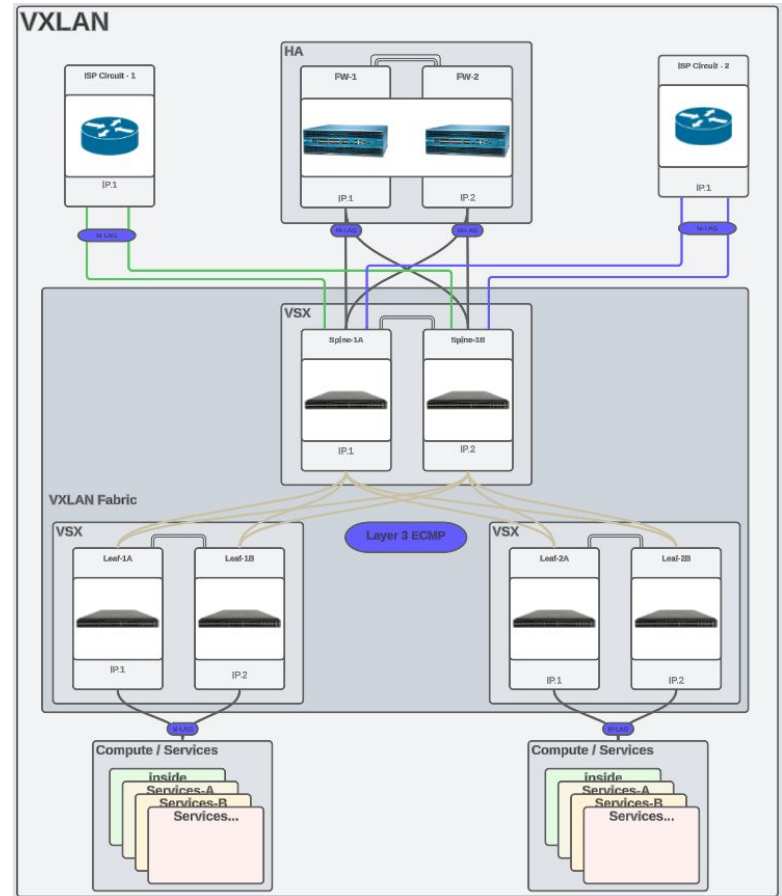 VXLAN
HA
ISP Circuit - 1
FW-1
FW-2
ISP Circuit - 2
IP.1
IP.1
IP.2
IP.1
M-LAG
M-LAG
M-LAG
M-LAG
VSX
Spine-1A
Spine-1B
IP.1
IP.2
VXLAN Fabric
VSX
Layer 3 ECMP
VSX
Leaf-1A
Leaf-1B
Leaf-2A
Leaf-2B
IP.1
IP.2
IP.1
IP.2
M-LAG
M-LAG
Compute / Services
inside
Services-A
Services-B
Services...
Compute / Services
inside
Services-A
Services-B
Services...